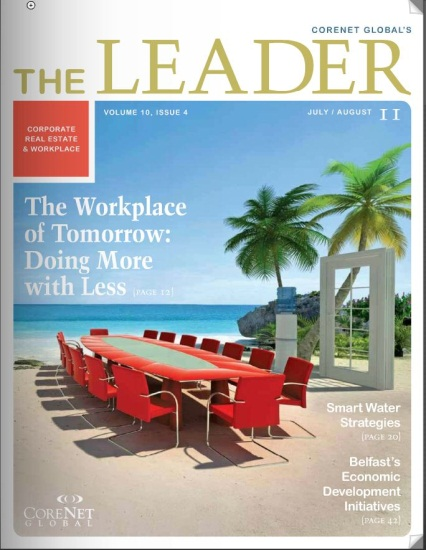 CORENET GLOBAL'S
THE LEADER
CORPORATE
REAL ESTATE
& WORKPLACE
VOLUME 10, ISSUE 4
JULY / AUGUST 11
The Workplace
of Tomorrow:
Doing More
with Less [PAGE 22]
Smart Water
Strategies
[PAGE 20]
Belfast's
Economic
Development
Initiatives
[PAGE 42]
CORENET
GLOBAL